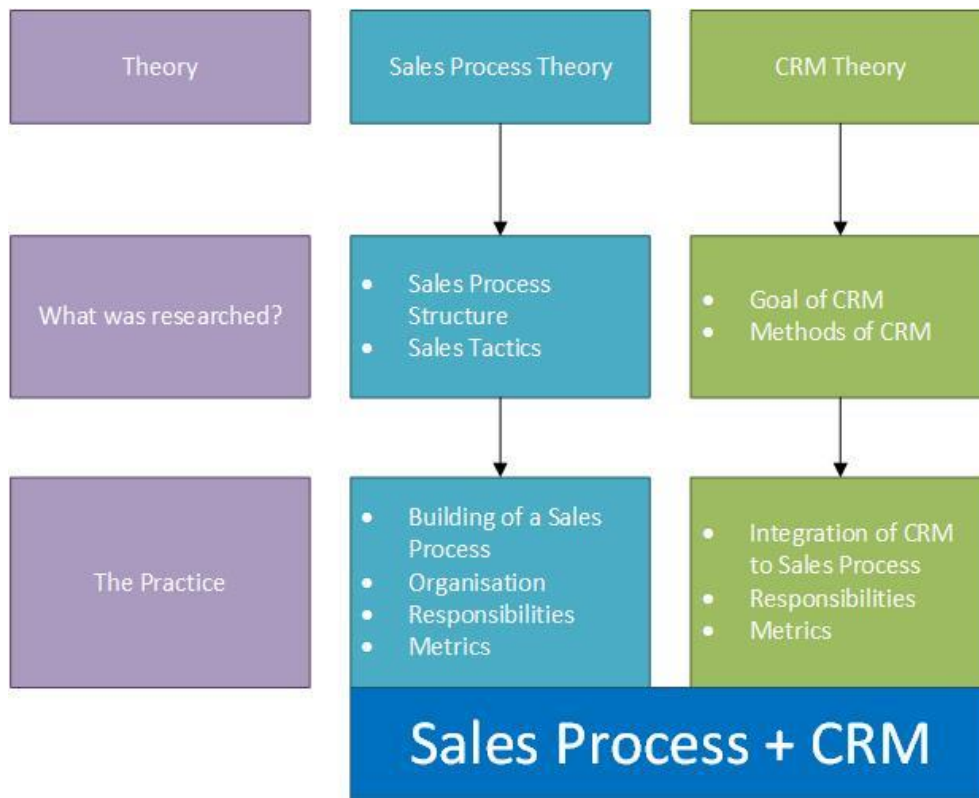 Theory
Sales Process Theory
CRM Theory
What was researched?
• Sales Process
Structure
• Sales Tactics
• Goal of CRM
• Methods of CRM
The Practice
• Building of a Sales
Process
• Organisation
• Responsibilities
• Metrics
• Integration of CRM
to Sales Process
• Responsibilities
• Metrics
Sales Process + CRM